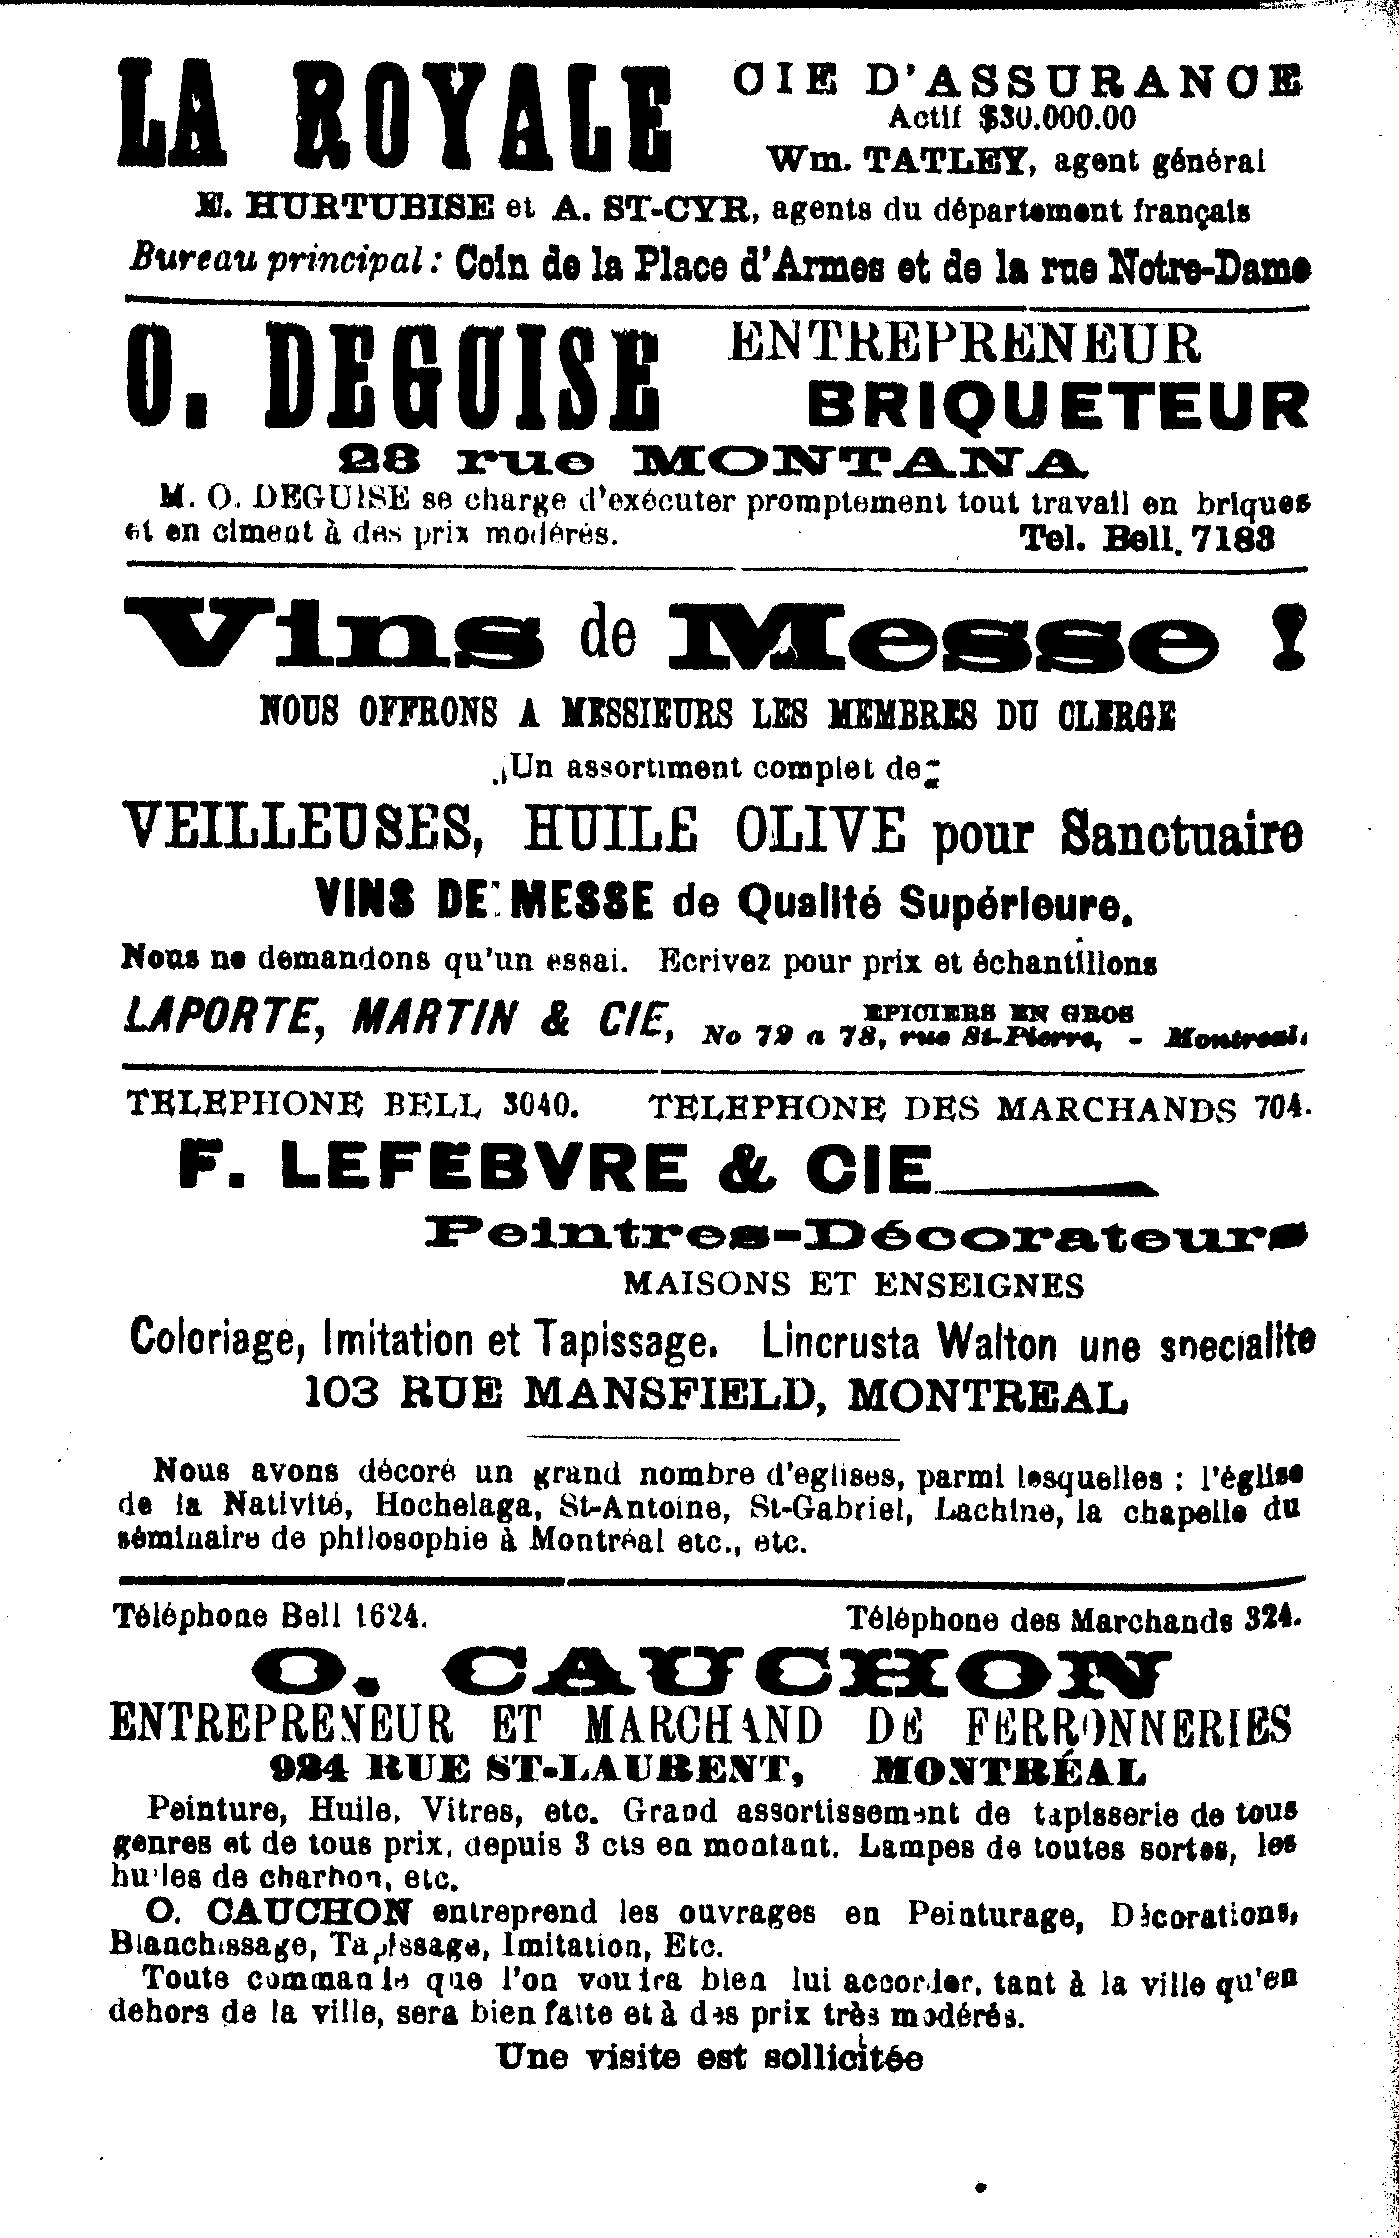 LA ROYALE CIE D'ASSURANCE
Actif $30.000.00
Wm. TATLEY, agent général
E. HURTUBISE et A. ST-CYR, agents du département français
Bureau principal: Coin de la Place d'Armes et de la rue Notre-Dame
O. DEGUISE ENTREPRENEUR
BRIQUETEUR
28 rue MONTANA
M. O. DEGUISE se charge d'exécuter promptement tout travail en briques
et en ciment à des prix modérés. Tel. Bell. 7183
Vins de Messe !
NOUS OFFRONS A MESSIEURS LES MEMBRES DU CLERGE
Un assortiment complet de
VEILLEUSES, HUILE OLIVE pour Sanctuaire
VINS DE MESSE de Qualité Supérieure.
Nous ne demandons qu'un essai. Ecrivez pour prix et échantillons
LAPORTE, MARTIN & CIE, EPICIERS EN GROS
No 72 a 78, rue St-Pierre, - Montreal.
TELEPHONE BELL 3040. TELEPHONE DES MARCHANDS 704.
F. LEFEBVRE & CIE
Peintres-Décorateurs
MAISONS ET ENSEIGNES
Coloriage, Imitation et Tapissage. Lincrusta Walton une specialite
103 RUE MANSFIELD, MONTREAL
Nous avons décoré un grand nombre d'eglises, parmi lesquelles : l'église
de la Nativité, Hochelaga, St-Antoine, St-Gabriel, Lachine, la chapelle du
séminaire de philosophie à Montréal etc., etc.
Téléphone Bell 1624. Téléphone des Marchands 324.
O. CAUCHON
ENTREPRENEUR ET MARCHAND DE FERRONNERIES
924 RUE ST-LAURENT, MONTRÉAL
Peinture, Huile, Vitres, etc. Grand assortissement de tapisserie de tous
genres et de tous prix, depuis 3 cts en montant. Lampes de toutes sortes, les
huiles de charbon, etc.
O. CAUCHON entreprend les ouvrages en Peinturage, Décorations,
Blanchissage, Tapissage, Imitation, Etc.
Toute commande que l'on voudra bien lui accorder, tant à la ville qu'en
dehors de la ville, sera bien faite et à des prix très modérés.
Une visite est sollicitée